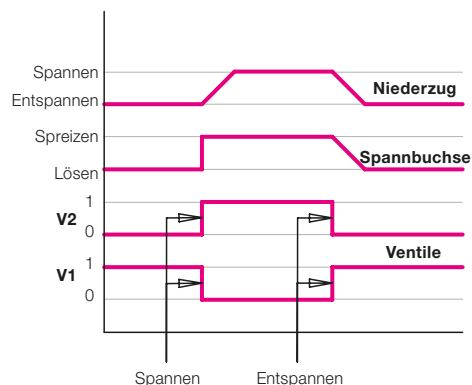 Spannen
Niederzug
Entspannen
Spreizen
Spannbuchse
Lösen
1
V2
0
Ventile
1
V1
0
Spannen Entspannen